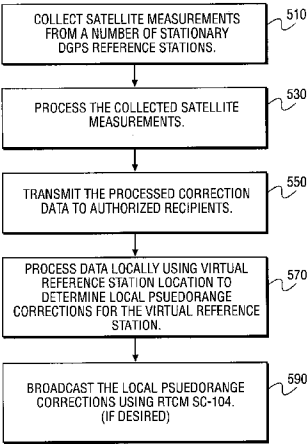 COLLECT SATELLITE MEASUREMENTS
FROM A NUMBER OF STATIONARY
DGPS REFERENCE STATIONS.
510
PROCESS THE COLLECTED SATELLITE
MEASUREMENTS.
530
TRANSMIT THE PROCESSED CORRECTION
DATA TO AUTHORIZED RECIPIENTS.
550
PROCESS DATA LOCALLY USING VIRTUAL
REFERENCE STATION LOCATION TO
DETERMINE LOCAL PSUEDORANGE
CORRECTIONS FOR THE VIRTUAL REFERENCE
STATION.
570
BROADCAST THE LOCAL PSUEDORANGE
CORRECTIONS USING RTCM SC-104.
(IF DESIRED)
590